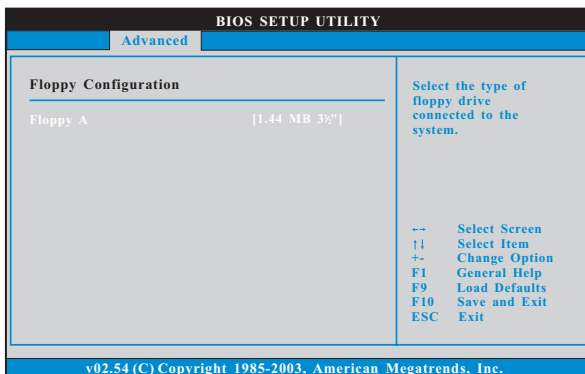 BIOS SETUP UTILITY
Advanced
Floppy Configuration
Floppy A [1.44 MB 3½"]
Select the type of
floppy drive
connected to the
system.
←→ Select Screen
↑↓ Select Item
+- Change Option
F1 General Help
F9 Load Defaults
F10 Save and Exit
ESC Exit
v02.54 (C) Copyright 1985-2003, American Megatrends, Inc.